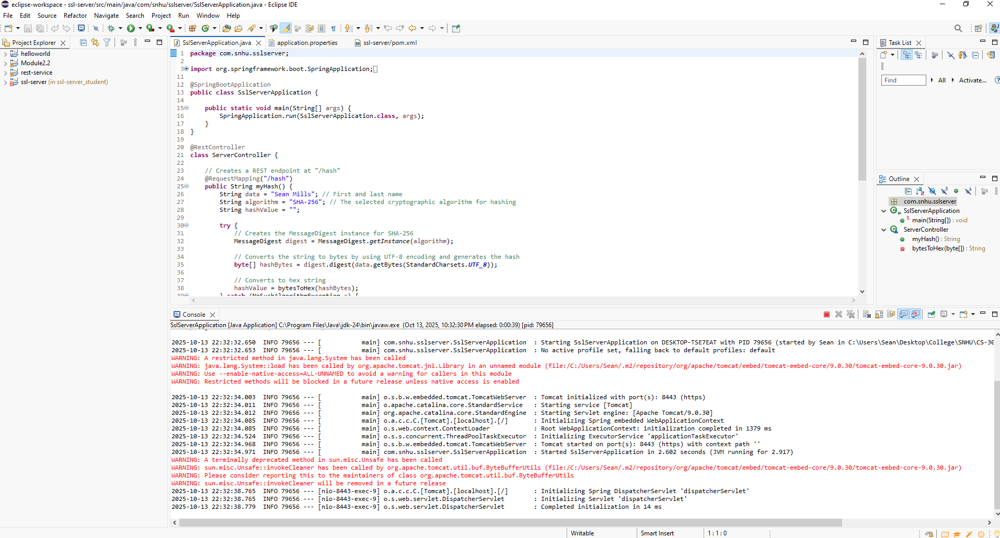 eclipse-workspace - ssl-server/src/main/java/com/snhu/sslserver/SslServerApplication.java - Eclipse IDE
File Edit Source Refactor Navigate Search Project Run Window Help
Project Explorer
helloworld
Module2.2
rest-service
ssl-server (in ssl-server_student)
SslServerApplication.java application.properties ssl-server/pom.xml
1 package com.snhu.sslserver;
2
3 import org.springframework.boot.SpringApplication;
11
12 @SpringBootApplication
13 public class SslServerApplication {
14
15 public static void main(String[] args) {
16 SpringApplication.run(SslServerApplication.class, args);
17 }
18 }
19
20 @RestController
21 class ServerController {
22
23 // Creates a REST endpoint at "/hash"
24 @RequestMapping("/hash")
25 public String myHash() {
26 String data = "Sean Mills"; // First and last name
27 String algorithm = "SHA-256"; // The selected cryptographic algorithm for hashing
28 String hashValue = "";
29
30 try {
31 // Creates the MessageDigest instance for SHA-256
32 MessageDigest digest = MessageDigest.getInstance(algorithm);
33
34 // Converts the string to bytes by using UTF-8 encoding and generates the hash
35 byte[] hashBytes = digest.digest(data.getBytes(StandardCharsets.UTF_8));
36
37 // Converts to hex string
38 hashValue = bytesToHex(hashBytes);
39 } catch (NoSuchAlgorithmException e) {
Task List
Find All Activate...
Outline
com.snhu.sslserver
SslServerApplication
main(String[]) : void
ServerController
myHash() : String
bytesToHex(byte[]) : String
Console
SslServerApplication [Java Application] C:\Program Files\Java\jdk-24\bin\javaw.exe (Oct 13, 2025, 10:32:30 PM elapsed: 0:00:39) [pid: 79656]
2025-10-13 22:32:32.650 INFO 79656 --- [ main] com.snhu.sslserver.SslServerApplication : Starting SslServerApplication on DESKTOP-TSE7EAT with PID 79656 (started by Sean in C:\Users\Sean\Desktop\College\SNHU\CS-30
2025-10-13 22:32:32.653 INFO 79656 --- [ main] com.snhu.sslserver.SslServerApplication : No active profile set, falling back to default profiles: default
WARNING: A restricted method in java.lang.System has been called
WARNING: java.lang.System::load has been called by org.apache.tomcat.jni.Library in an unnamed module (file:/C:/Users/Sean/.m2/repository/org/apache/tomcat/embed/tomcat-embed-core/9.0.30/tomcat-embed-core-9.0.30.jar)
WARNING: Use --enable-native-access=ALL-UNNAMED to avoid a warning for callers in this module
WARNING: Restricted methods will be blocked in a future release unless native access is enabled
2025-10-13 22:32:34.003 INFO 79656 --- [ main] o.s.b.w.embedded.tomcat.TomcatWebServer : Tomcat initialized with port(s): 8443 (https)
2025-10-13 22:32:34.011 INFO 79656 --- [ main] o.apache.catalina.core.StandardService : Starting service [Tomcat]
2025-10-13 22:32:34.012 INFO 79656 --- [ main] org.apache.catalina.core.StandardEngine : Starting Servlet engine: [Apache Tomcat/9.0.30]
2025-10-13 22:32:34.085 INFO 79656 --- [ main] o.a.c.c.C.[Tomcat].[localhost].[/] : Initializing Spring embedded WebApplicationContext
2025-10-13 22:32:34.085 INFO 79656 --- [ main] o.s.web.context.ContextLoader : Root WebApplicationContext: initialization completed in 1379 ms
2025-10-13 22:32:34.524 INFO 79656 --- [ main] o.s.s.concurrent.ThreadPoolTaskExecutor : Initializing ExecutorService 'applicationTaskExecutor'
2025-10-13 22:32:34.968 INFO 79656 --- [ main] o.s.b.w.embedded.tomcat.TomcatWebServer : Tomcat started on port(s): 8443 (https) with context path ''
2025-10-13 22:32:34.971 INFO 79656 --- [ main] com.snhu.sslserver.SslServerApplication : Started SslServerApplication in 2.602 seconds (JVM running for 2.917)
WARNING: A terminally deprecated method in sun.misc.Unsafe has been called
WARNING: sun.misc.Unsafe::invokeCleaner has been called by org.apache.tomcat.util.buf.ByteBufferUtils (file:/C:/Users/Sean/.m2/repository/org/apache/tomcat/embed/tomcat-embed-core/9.0.30/tomcat-embed-core-9.0.30.jar)
WARNING: Please consider reporting this to the maintainers of class org.apache.tomcat.util.buf.ByteBufferUtils
WARNING: sun.misc.Unsafe::invokeCleaner will be removed in a future release
2025-10-13 22:32:38.765 INFO 79656 --- [nio-8443-exec-9] o.a.c.c.C.[Tomcat].[localhost].[/] : Initializing Spring DispatcherServlet 'dispatcherServlet'
2025-10-13 22:32:38.765 INFO 79656 --- [nio-8443-exec-9] o.s.web.servlet.DispatcherServlet : Initializing Servlet 'dispatcherServlet'
2025-10-13 22:32:38.779 INFO 79656 --- [nio-8443-exec-9] o.s.web.servlet.DispatcherServlet : Completed initialization in 14 ms
Writable Smart Insert 1 : 1 : 0